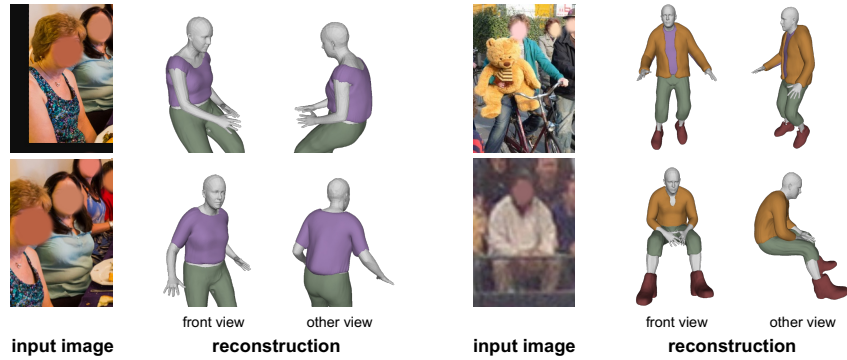 front view other view front view other view
input image reconstruction input image reconstruction